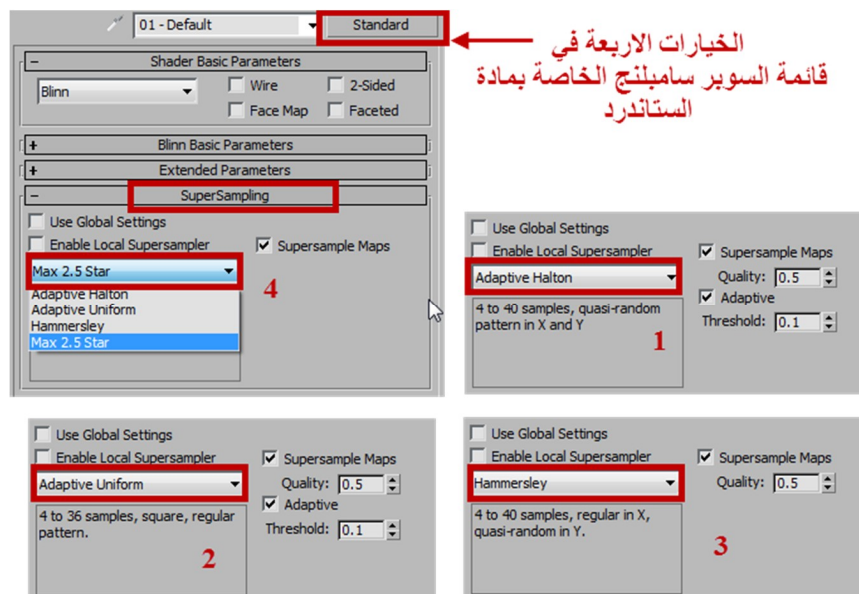 01 - Default
Standard
الخيارات الاربعة في
قائمة السوبر سامبلنج الخاصة بمادة
الستاندرد
- Shader Basic Parameters
Blinn
Wire
2-Sided
Face Map
Faceted
+ Blinn Basic Parameters
+ Extended Parameters
- SuperSampling
Use Global Settings
Enable Local Supersampler
Supersample Maps
Max 2.5 Star
Adaptive Halton
Adaptive Uniform
Hammersley
Max 2.5 Star
4
Use Global Settings
Enable Local Supersampler
Supersample Maps
Adaptive Halton
Quality: 0.5
Adaptive
Threshold: 0.1
4 to 40 samples, quasi-random
pattern in X and Y
1
Use Global Settings
Enable Local Supersampler
Supersample Maps
Adaptive Uniform
Quality: 0.5
Adaptive
Threshold: 0.1
4 to 36 samples, square, regular
pattern.
2
Use Global Settings
Enable Local Supersampler
Supersample Maps
Hammersley
Quality: 0.5
4 to 40 samples, regular in X,
quasi-random in Y.
3